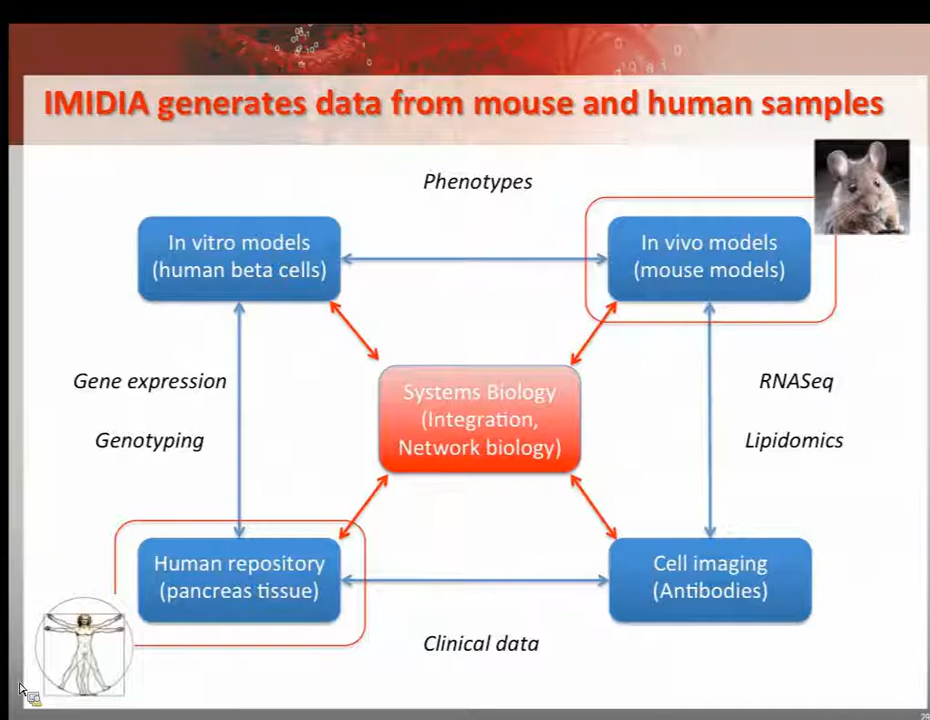 IMIDIA generates data from mouse and human samples
Phenotypes
In vitro models
(human beta cells)
In vivo models
(mouse models)
Gene expression
Genotyping
Systems Biology
(Integration,
Network biology)
RNASeq
Lipidomics
Human repository
(pancreas tissue)
Cell imaging
(Antibodies)
Clinical data